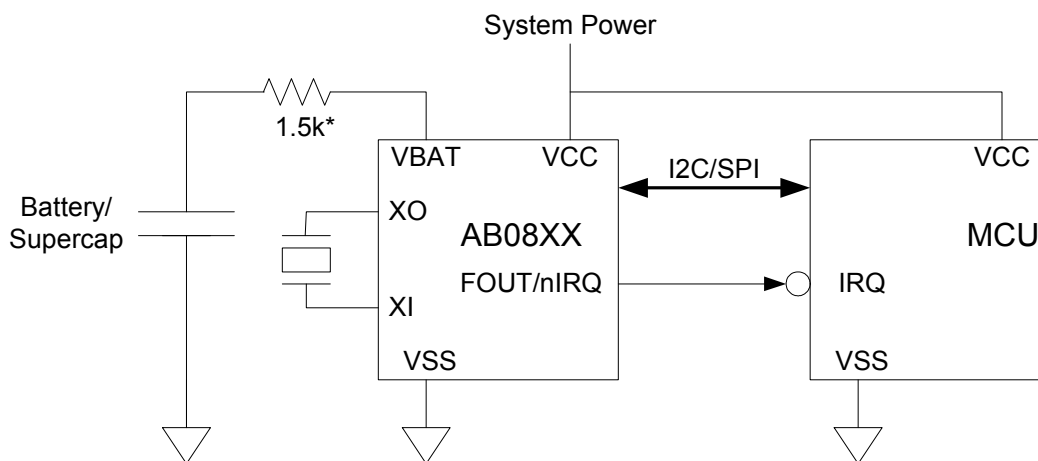 System Power
1.5k*
VBAT
VCC
VCC
I2C/SPI
Battery/
Supercap
XO
AB08XX
MCU
FOUT/nIRQ
IRQ
XI
VSS
VSS